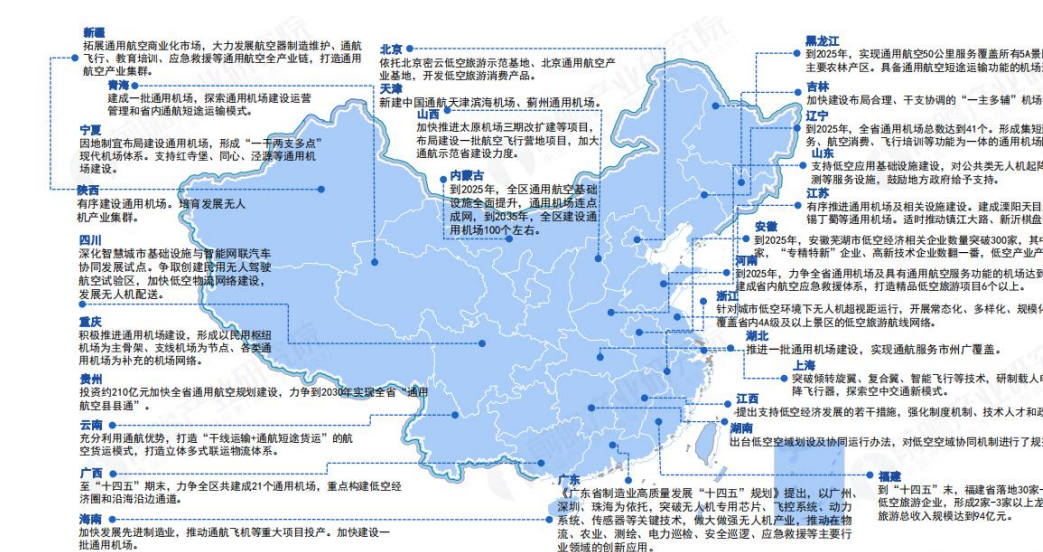 新疆
拓展通用航空商业化市场，大力发展航空器制造维护、通航
飞行、教育培训、应急救援等通用航空全产业链，打造通用
航空产业集群。
青海
建成一批通用机场，探索通用机场建设运营
管理和省内通航短途运输模式。
宁夏
因地制宜布局建设通用机场，形成“一干两支多点”
现代机场体系。支持红寺堡、同心、泾源等通用机
场建设。
陕西
有序建设通用机场。培育发展无人
机产业集群。
四川
深化智慧城市基础设施与智能网联汽车
协同发展试点。争取创建民用无人驾驶
航空试验区，加快低空物流网络建设，
发展无人机配送。
重庆
积极推进通用机场建设，形成以民用枢纽
机场为主骨架、支线机场为节点、各类通
用机场为补充的机场网络。
贵州
投资约210亿元加快全省通用航空规划建设，力争到2030年实现全省“通用
航空县县通”。
云南
充分利用通航优势，打造“干线运输+通航短途货运”的航
空货运模式，打造立体多式联运物流体系。
广西
至“十四五”期末，力争全区共建成21个通用机场，重点构建低空经
济圈和沿海沿边通道。
海南
加快发展先进制造业，推动通航飞机等重大项目投产。加快建设一
批通用机场。
北京
依托北京密云低空旅游示范基地、北京通用航空产
业基地，开发低空旅游消费产品。
天津
新建中国通航天津滨海机场、蓟州通用机场。
山西
加快推进太原机场三期改扩建等项目，
布局建设一批航空飞行营地项目，加大
通航示范省建设力度。
内蒙古
到2025年，全区通用航空基础
设施全面提升，通用机场连点
成网，到2035年，全区建设通
用机场100个左右。
黑龙江
到2025年，实现通用航空50公里服务覆盖所有5A景
主要农林产区。具备通用航空短途运输功能的机场
吉林
加快建设布局合理、干支协调的“一主多辅”机场
辽宁
到2025年，全省通用机场总数达到41个。形成集短
务、航空消费、飞行培训等功能为一体的通用机场
山东
支持低空应用基础设施建设，对公共类无人机起
测等服务设施，鼓励地方政府给予支持。
江苏
有序推进通用机场及相关设施建设。建成溧阳天目
锡丁蜀等通用机场。适时推动镇江大路、新沂棋盘
安徽
到2025年，安徽芜湖市低空经济相关企业数量突破300家，其
家，“专精特新”企业、高新技术企业数翻一番，低空产业产
河南
到2025年，力争全省通用机场及具有通用航空服务功能的机场达到
建成省内航空应急救援体系，打造精品低空旅游项目6个以上。
浙江
针对城市低空环境下无人机超视距运行，开展常态化、多样化、规模
覆盖省内4A级及以上景区的低空旅游航线网络。
湖北
推进一批通用机场建设，实现通航服务市州广覆盖。
上海
突破倾转旋翼、复合翼、智能飞行等技术，研制载人
降飞行器，探索空中交通新模式。
江西
提出支持低空经济发展的若干措施，强化制度机制、技术人才和
湖南
出台低空空域划设及协同运行办法，对低空空域协同机制进行了规
福建
到“十四五”末，福建省落地30家
低空旅游企业，形成2家-3家以上
旅游总收入规模达到94亿元。
广东
《广东省制造业高质量发展“十四五”规划》提出，以广州、
深圳、珠海为依托，突破无人机专用芯片、飞控系统、动力
系统、传感器等关键技术，做大做强无人机产业，推动在物
流、农业、测绘、电力巡检、安全巡逻、应急救援等主要行
业领域的创新应用。